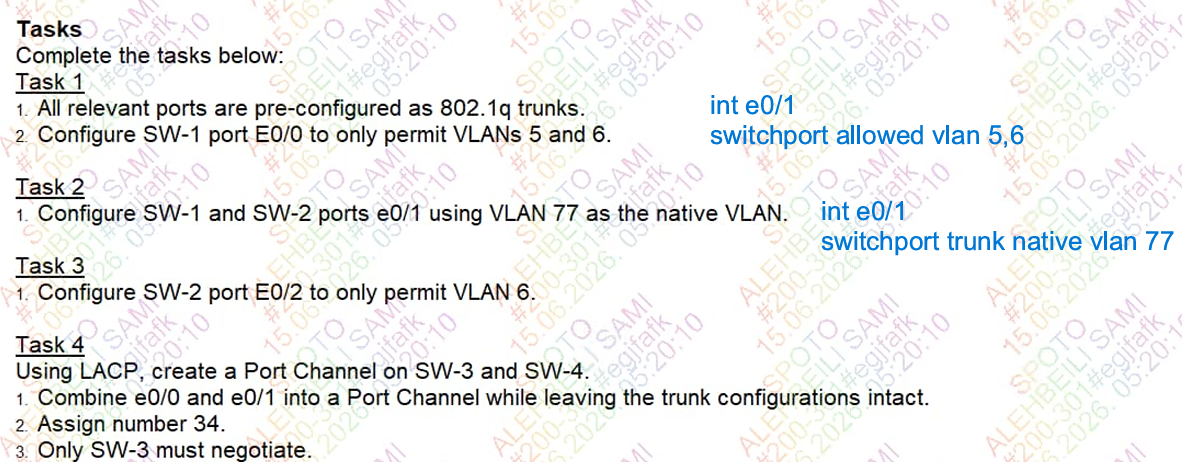 Tasks
Complete the tasks below:
Task 1
1. All relevant ports are pre-configured as 802.1q trunks.
int e0/1
2. Configure SW-1 port E0/0 to only permit VLANs 5 and 6.
switchport allowed vlan 5,6
Task 2
1. Configure SW-1 and SW-2 ports e0/1 using VLAN 77 as the native VLAN.
int e0/1
switchport trunk native vlan 77
Task 3
1. Configure SW-2 port E0/2 to only permit VLAN 6.
Task 4
Using LACP, create a Port Channel on SW-3 and SW-4.
1. Combine e0/0 and e0/1 into a Port Channel while leaving the trunk configurations intact.
2. Assign number 34.
3. Only SW-3 must negotiate.